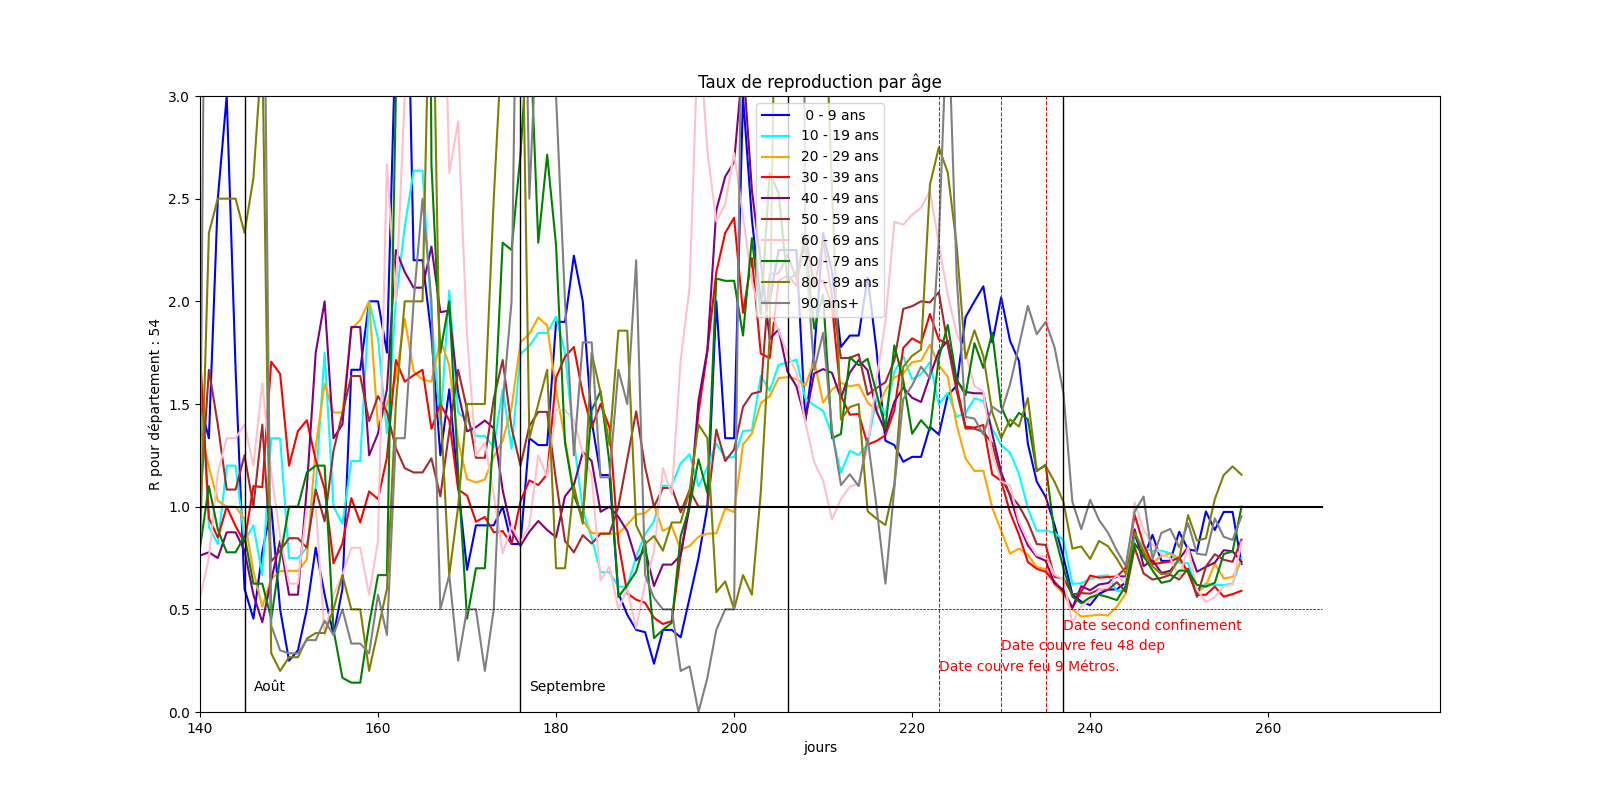 Taux de reproduction par âge
R pour département : 54
3.0
2.5
2.0
1.5
1.0
0.5
0.0
0 - 9 ans
10 - 19 ans
20 - 29 ans
30 - 39 ans
40 - 49 ans
50 - 59 ans
60 - 69 ans
70 - 79 ans
80 - 89 ans
90 ans+
Date second confinement
Date couvre feu 48 dep
Date couvre feu 9 Métros.
Août
Septembre
140
160
180
200
220
240
260
jours